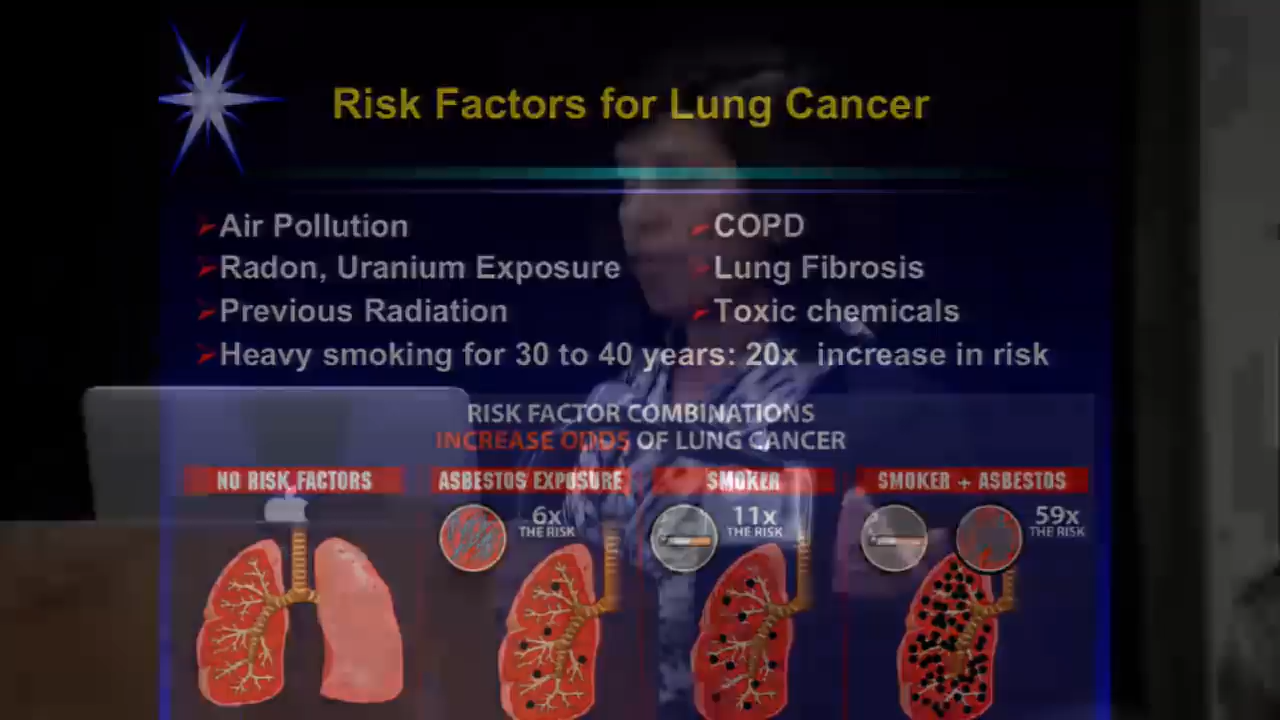 Risk Factors for Lung Cancer
Air Pollution
COPD
Radon, Uranium Exposure
Lung Fibrosis
Previous Radiation
Toxic chemicals
Heavy smoking for 30 to 40 years: 20x increase in risk
RISK FACTOR COMBINATIONS
INCREASE ODDS OF LUNG CANCER
NO RISK FACTORS
ASBESTOS EXPOSURE
SMOKER
SMOKER + ASBESTOS
6x
THE RISK
11x
THE RISK
59x
THE RISK